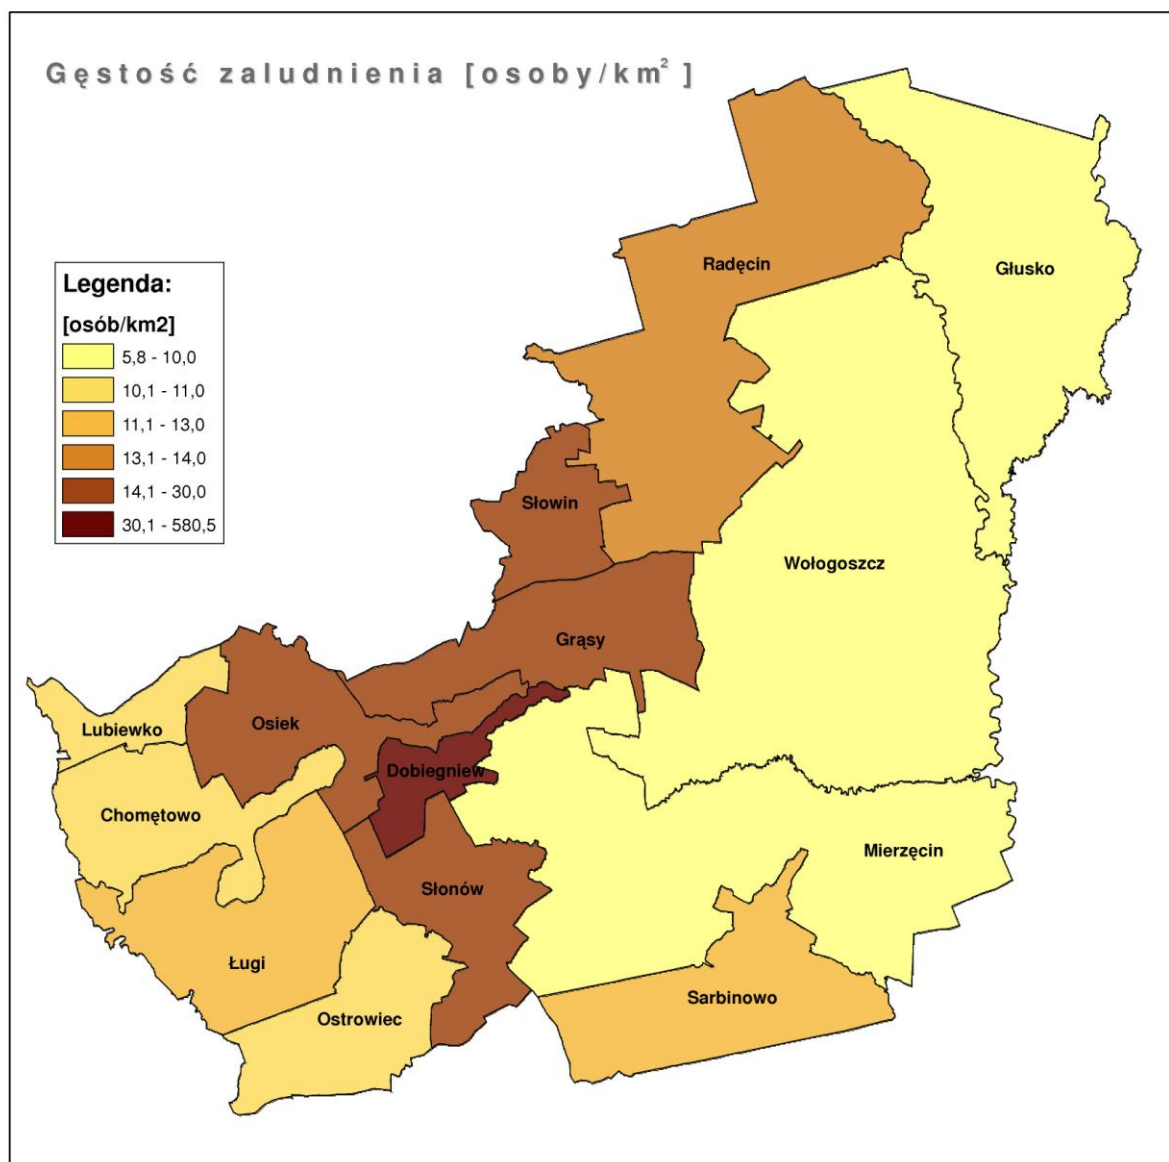 Gęstość zaludnienia [osoby/km² ]
Radęcin
Głusko
Legenda:
[osób/km2]
5,8 - 10,0
10,1 - 11,0
11,1 - 13,0
13,1 - 14,0
14,1 - 30,0
30,1 - 580,5
Słowin
Wołogoszcz
Grąsy
Osiek
Lubiewko
Dobiegniew
Chomętowo
Mierzęcin
Słonów
Ługi
Sarbinowo
Ostrowiec